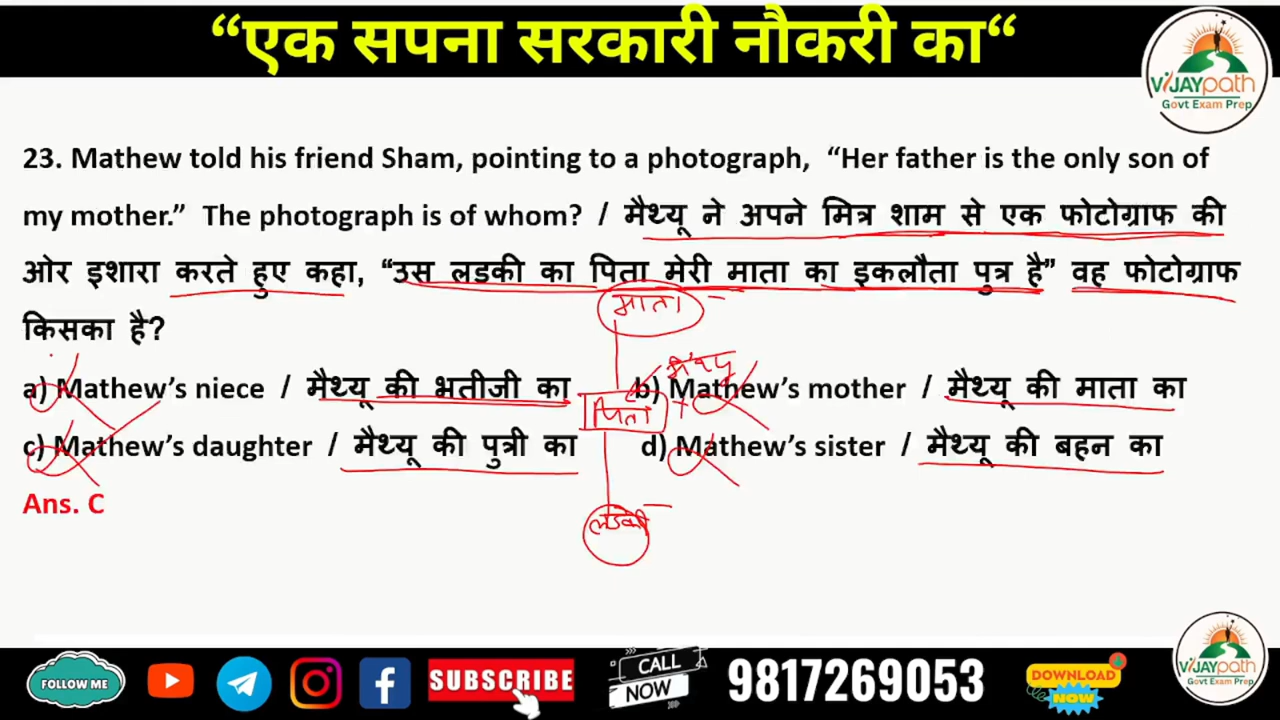 “एक सपना सरकारी नौकरी का“
ViJAYpath
Govt Exam Prep
23. Mathew told his friend Sham, pointing to a photograph, “Her father is the only son of
my mother.” The photograph is of whom? / मैथ्यू ने अपने मित्र शाम से एक फोटोग्राफ की
ओर इशारा करते हुए कहा, “उस लडकी का पिता मेरी माता का इकलौता पुत्र है” वह फोटोग्राफ
किसका है?
माता
मैथ्यू
a) Mathew’s niece / मैथ्यू की भतीजी का b) Mathew’s mother / मैथ्यू की माता का
पिता
c) Mathew’s daughter / मैथ्यू की पुत्री का d) Mathew’s sister / मैथ्यू की बहन का
Ans. C
लडकी
FOLLOW ME
SUBSCRIBE
CALL
NOW
9817269053
DOWNLOAD
NOW
ViJAYpath
Govt Exam Prep